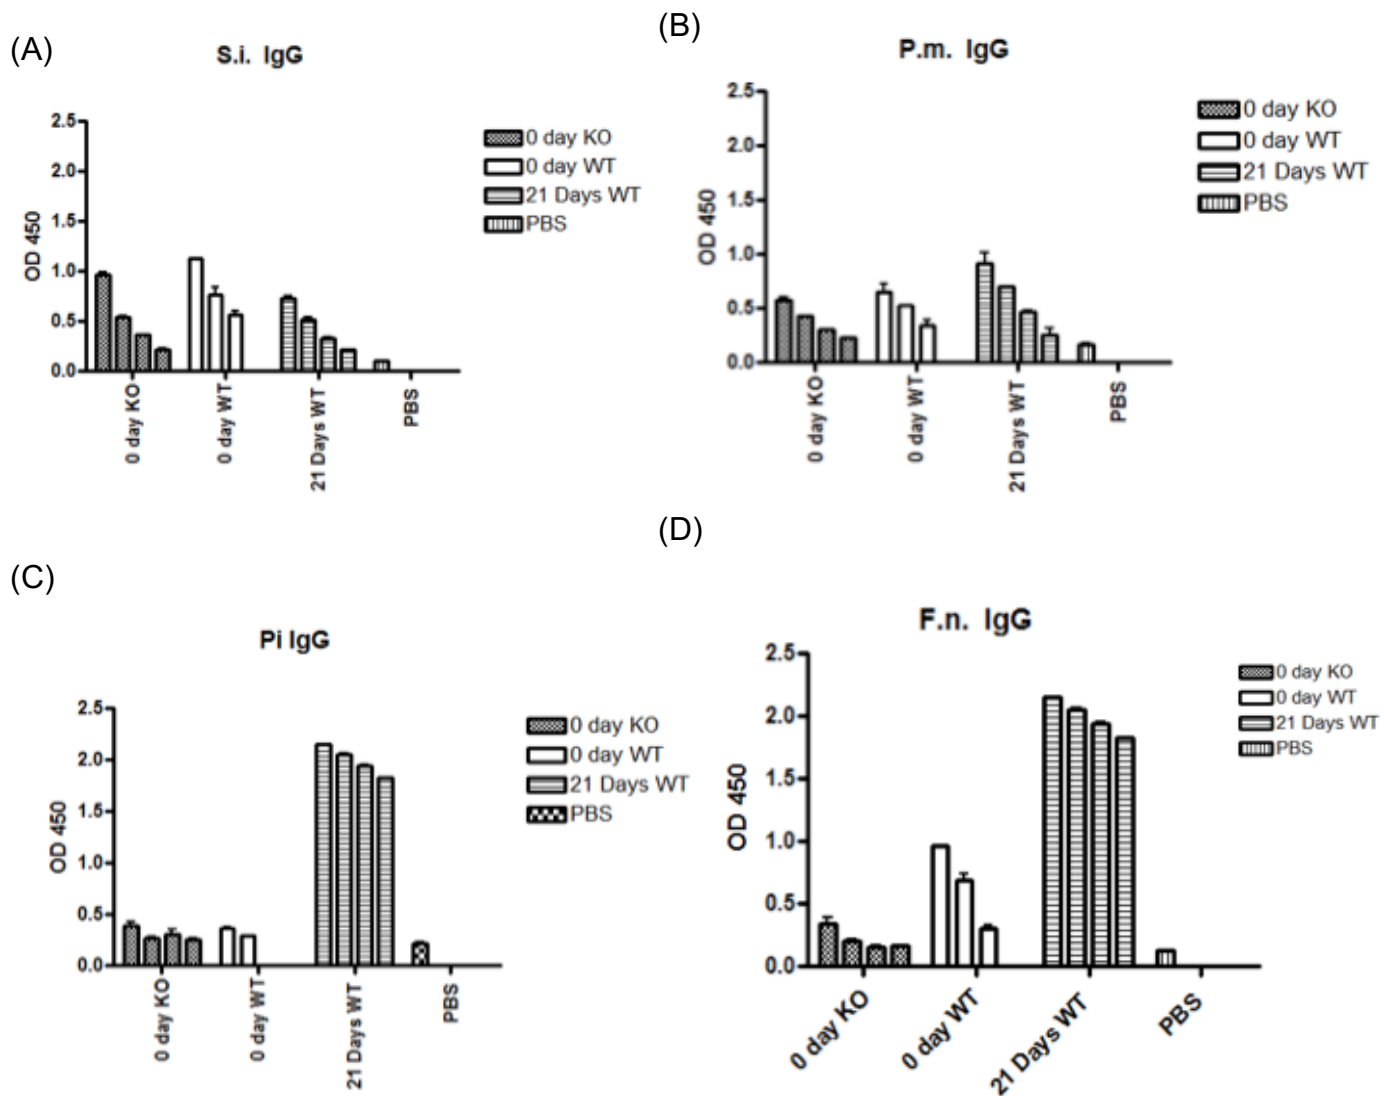 (A)
S.i. IgG
2.5
2.0
1.5
1.0
0.5
0.0
OD 450
0 day KO
0 day WT
21 Days WT
PBS
0 day KO
0 day WT
21 Days WT
PBS
(B)
P.m. IgG
2.5
2.0
1.5
1.0
0.5
0.0
OD 450
0 day KO
0 day WT
21 Days WT
PBS
0 day KO
0 day WT
21 Days WT
PBS
(C)
Pi IgG
2.5
2.0
1.5
1.0
0.5
0.0
OD 450
0 day KO
0 day WT
21 Days WT
PBS
0 day KO
0 day WT
21 Days WT
PBS
(D)
F.n. IgG
2.5
2.0
1.5
1.0
0.5
0.0
OD 450
0 day KO
0 day WT
21 Days WT
PBS
0 day KO
0 day WT
21 Days WT
PBS